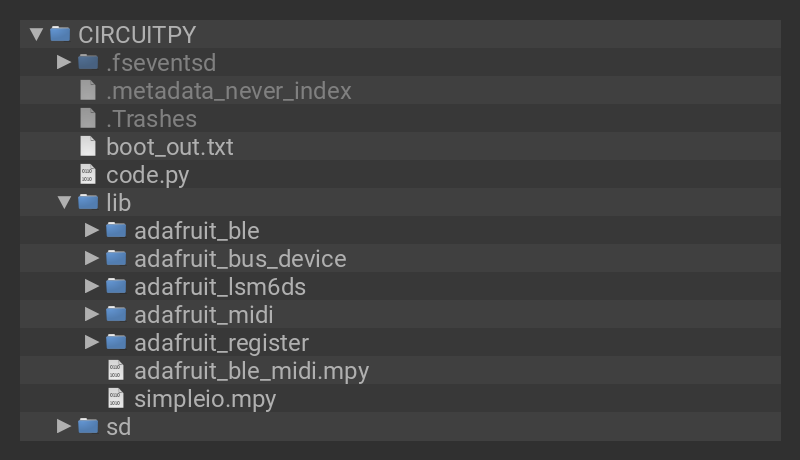 CIRCUITPY
.fseventsd
.metadata_never_index
.Trashes
boot_out.txt
code.py
lib
adafruit_ble
adafruit_bus_device
adafruit_lsm6ds
adafruit_midi
adafruit_register
adafruit_ble_midi.mpy
simpleio.mpy
sd